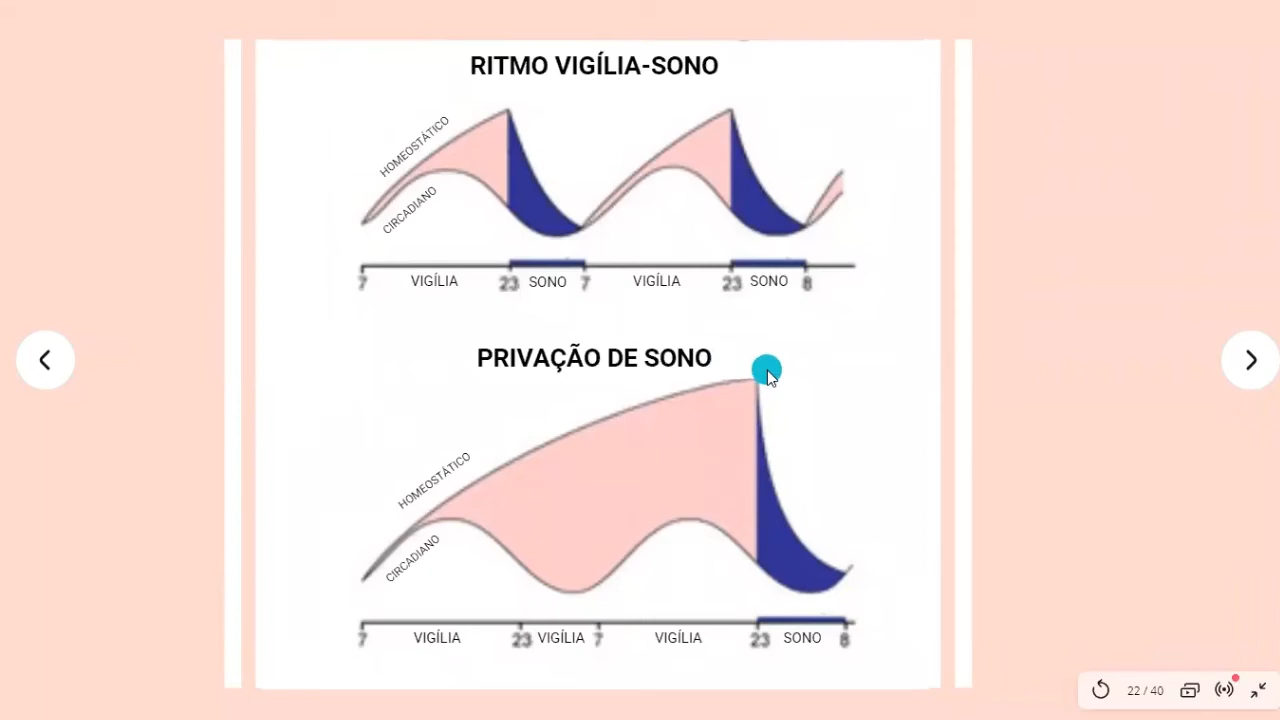 RITMO VIGÍLIA-SONO
HOMEOSTÁTICO
CIRCADIANO
7 VIGÍLIA 23 SONO 7 VIGÍLIA 23 SONO 8
PRIVAÇÃO DE SONO
HOMEOSTÁTICO
CIRCADIANO
7 VIGÍLIA 23 VIGÍLIA 7 VIGÍLIA 23 SONO 8
22 / 40